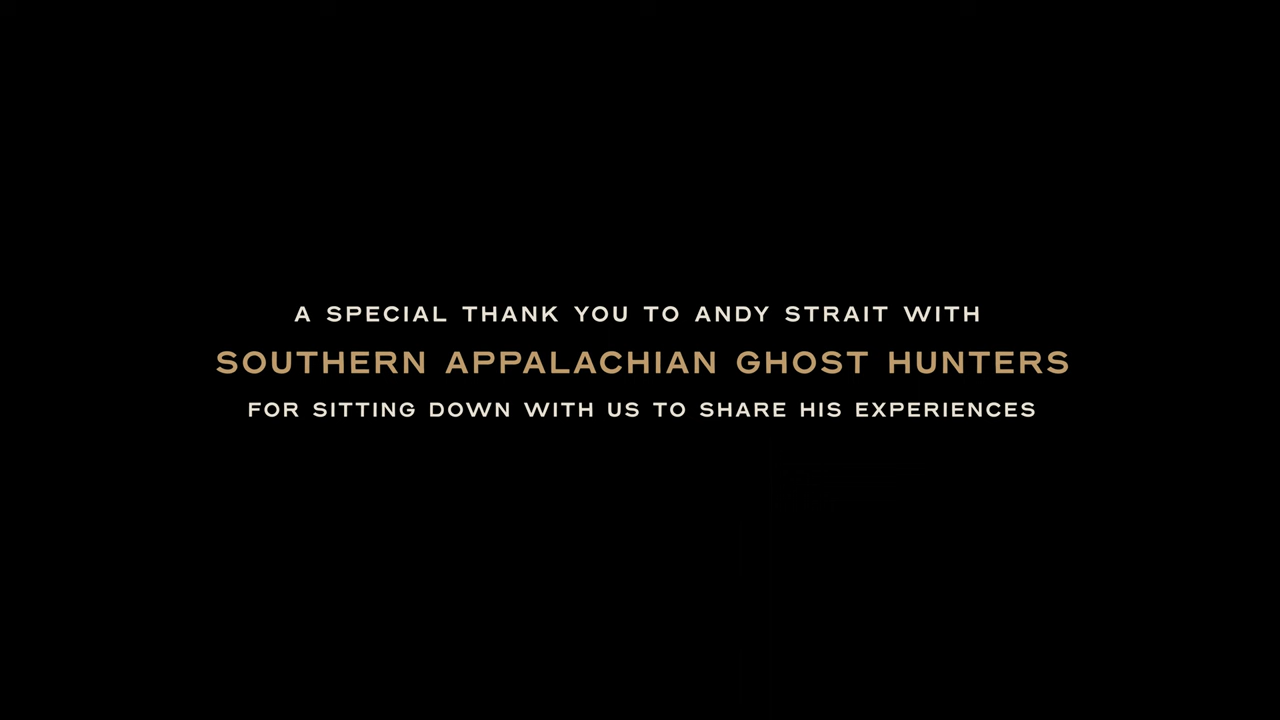 A SPECIAL THANK YOU TO ANDY STRAIT WITH
SOUTHERN APPALACHIAN GHOST HUNTERS
FOR SITTING DOWN WITH US TO SHARE HIS EXPERIENCES